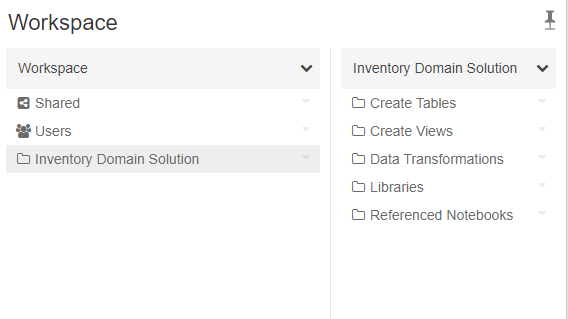 Workspace
Workspace
Shared
Users
Inventory Domain Solution
Inventory Domain Solution
Create Tables
Create Views
Data Transformations
Libraries
Referenced Notebooks